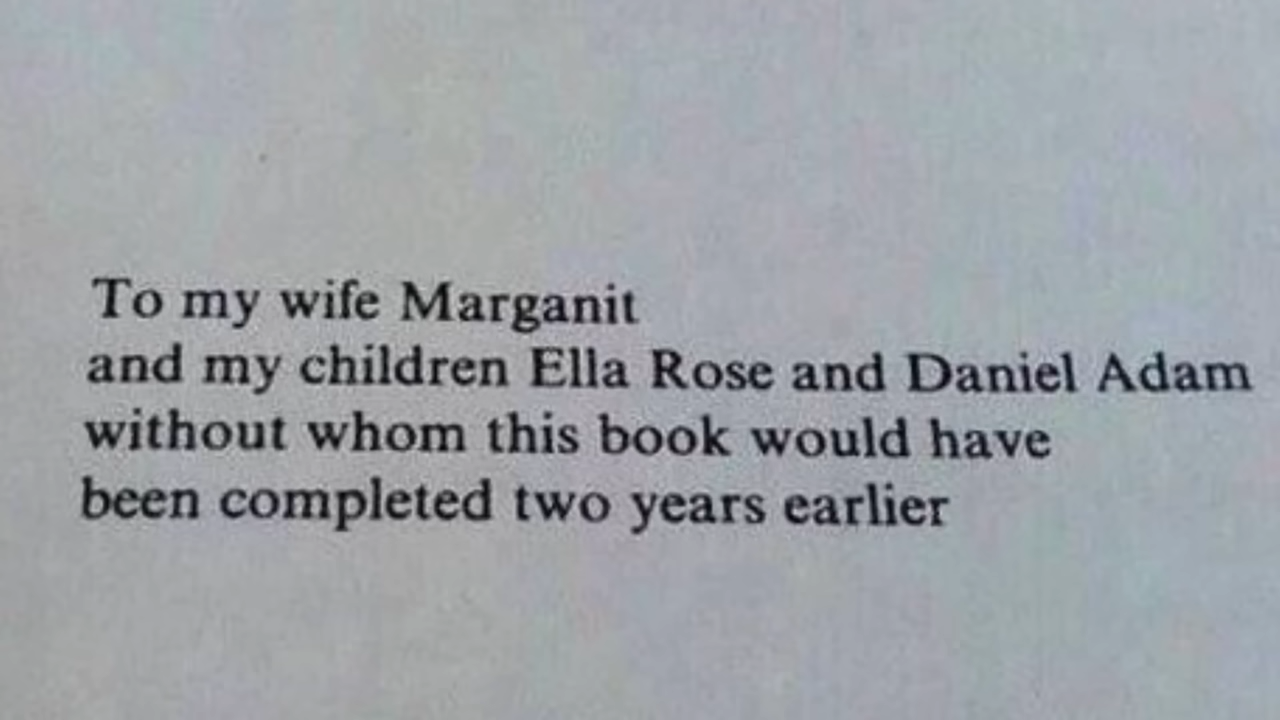 To my wife Marganit
and my children Ella Rose and Daniel Adam
without whom this book would have
been completed two years earlier